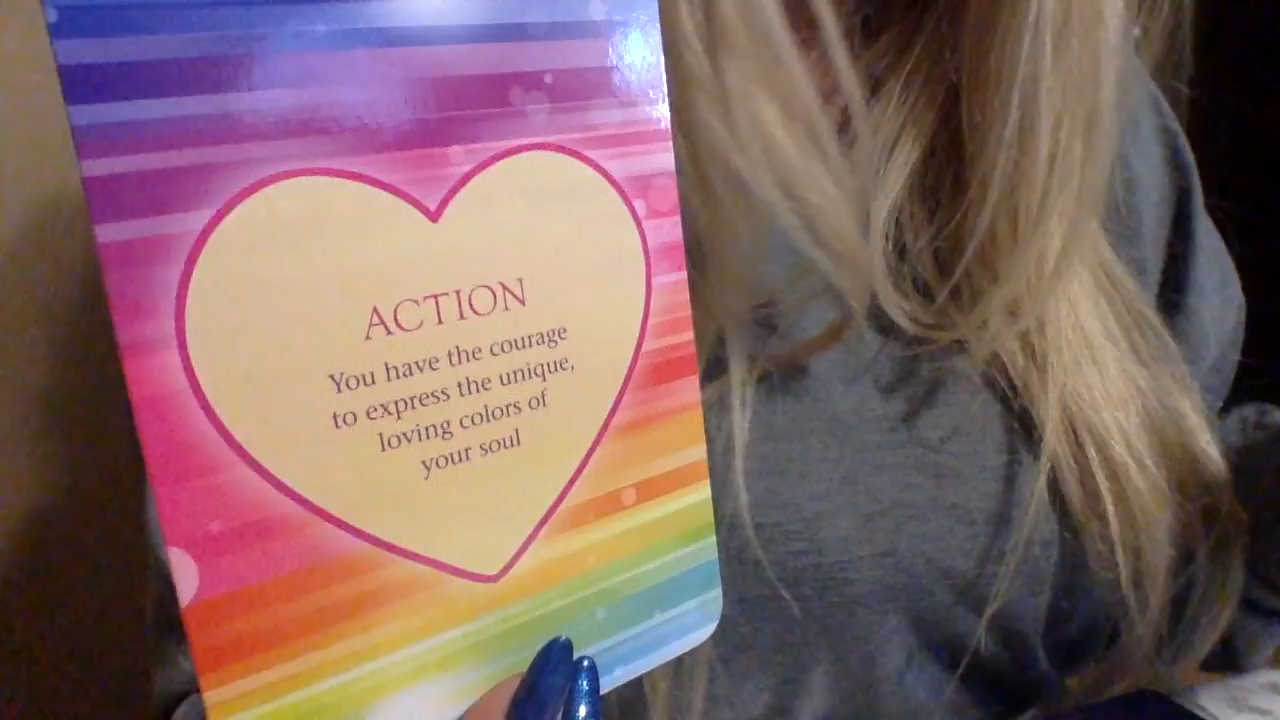 ACTION
You have the courage
to express the unique,
loving colors of
your soul